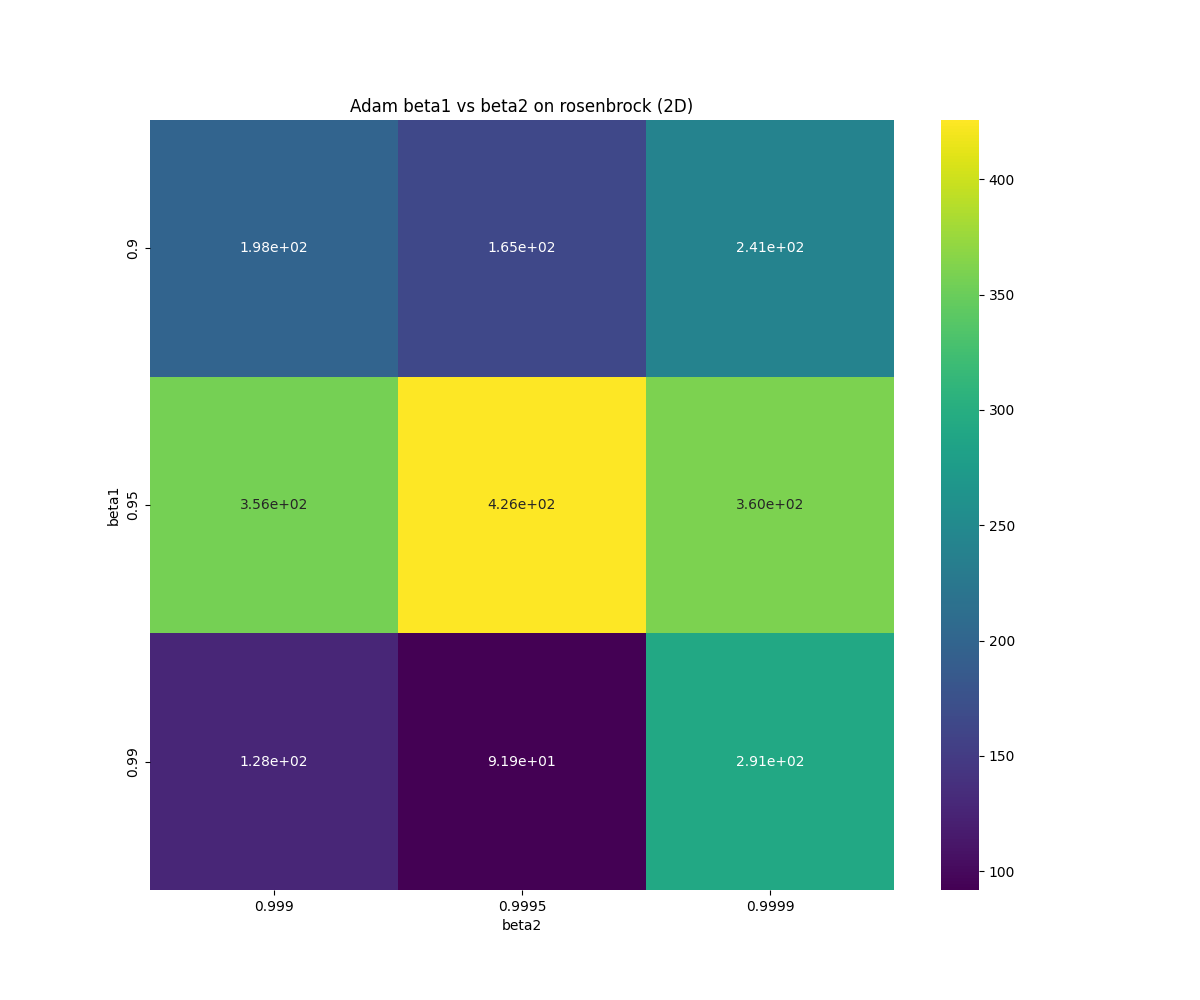 Adam beta1 vs beta2 on rosenbrock (2D)
beta1
0.9
1.98e+02 1.65e+02 2.41e+02
0.95
3.56e+02 4.26e+02 3.60e+02
0.99
1.28e+02 9.19e+01 2.91e+02
0.999 0.9995 0.9999
beta2
400
350
300
250
200
150
100